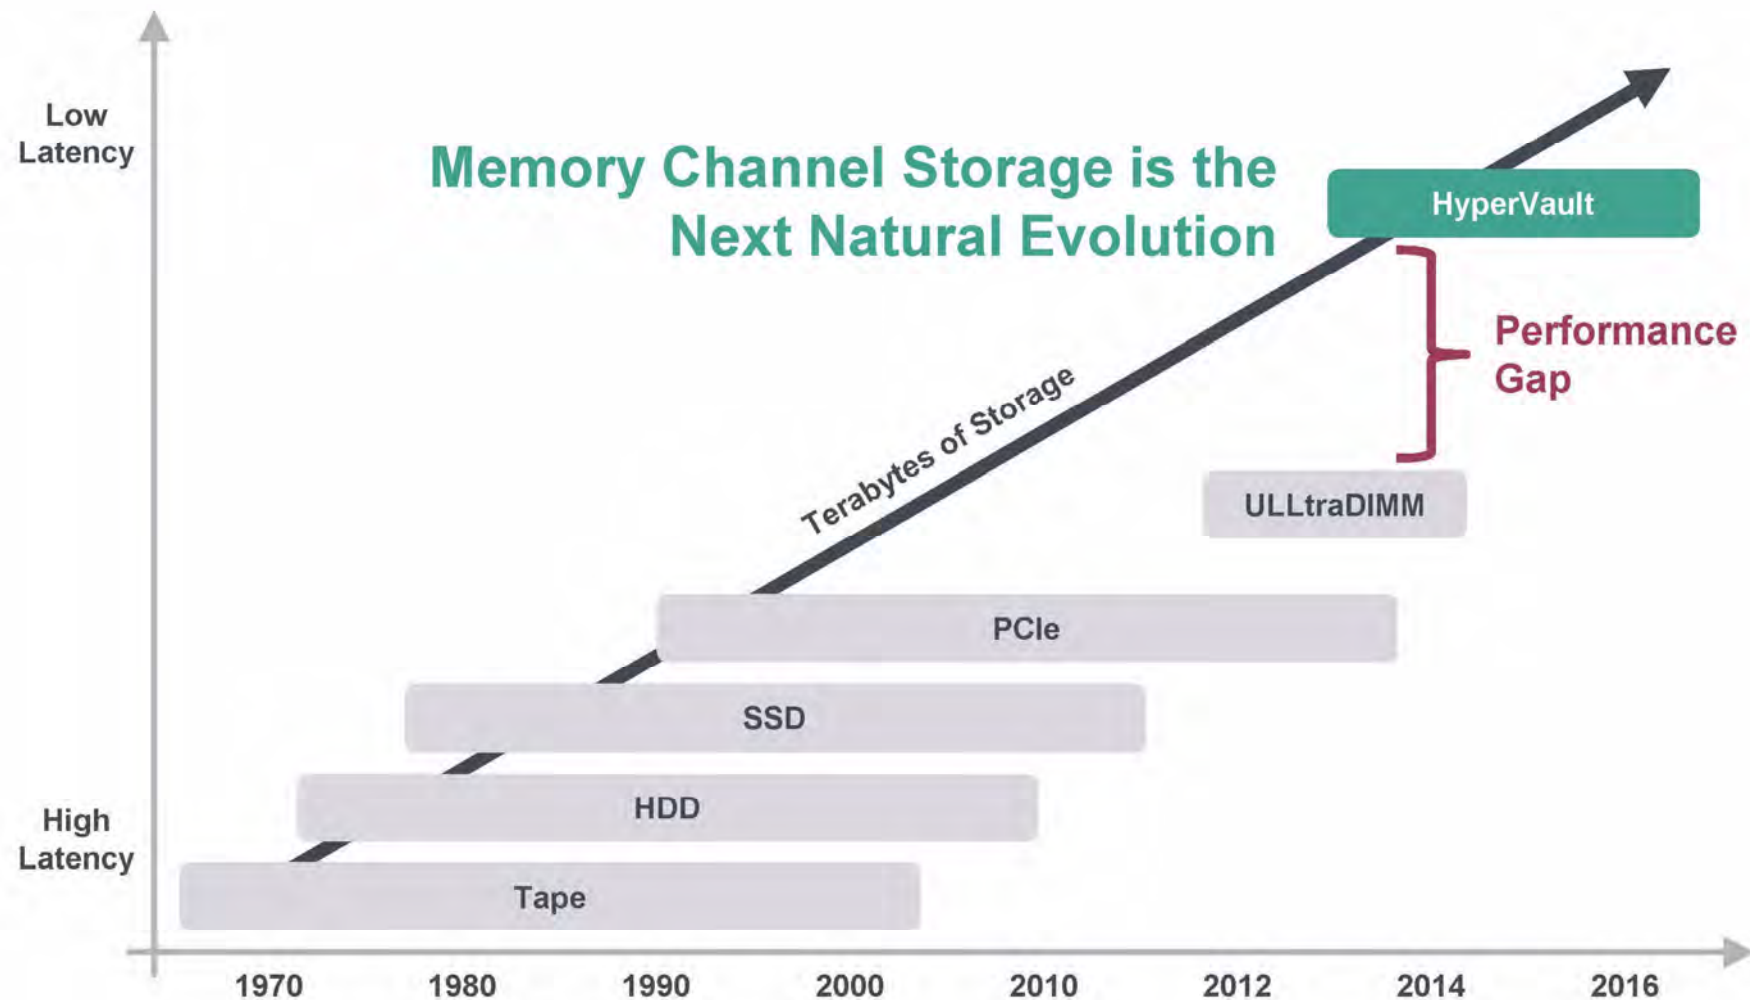 Low
Latency
Memory Channel Storage is the
Next Natural Evolution
HyperVault
Performance
Gap
Terabytes of Storage
ULLtraDIMM
PCIe
SSD
HDD
High
Latency
Tape
1970 1980 1990 2000 2010 2012 2014 2016